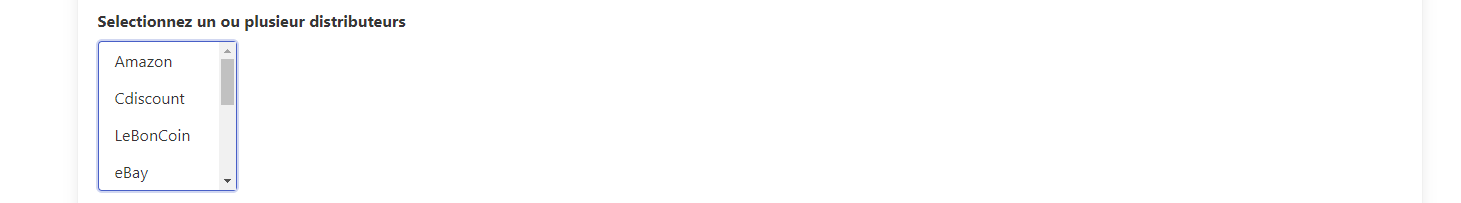 Selectionnez un ou plusieur distributeurs
Amazon
Cdiscount
LeBonCoin
eBay